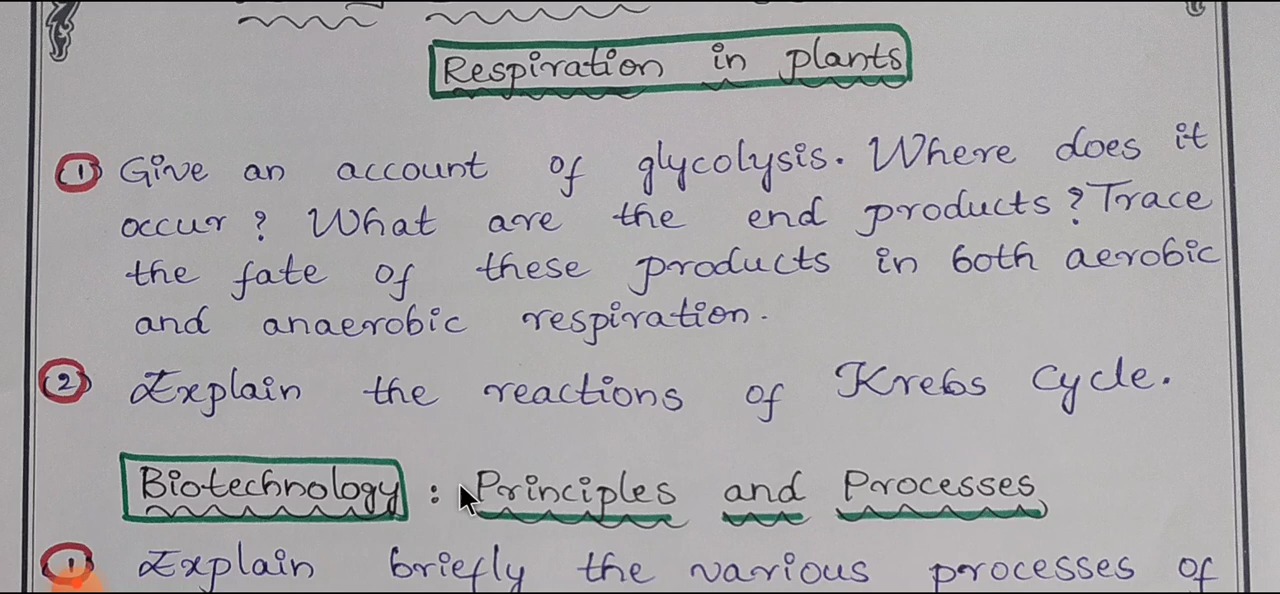 Respiration in plants
(1) Give an account of glycolysis. Where does it
occur? What are the end products? Trace
the fate of these products in both aerobic
and anaerobic respiration.
(2) Explain the reactions of Krebs Cycle.
Biotechnology : Principles and Processes
(1) Explain briefly the various processes of